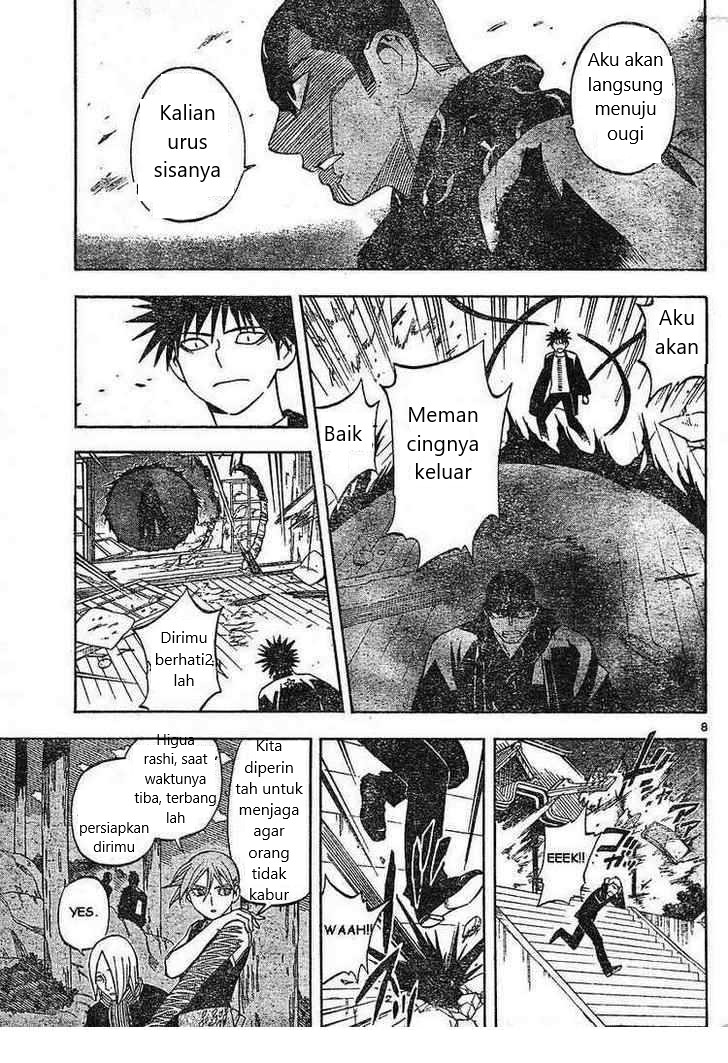 Aku akan
langsung
menuju
ougi
Kalian
urus
sisanya
Aku
akan
Meman
cingnya
keluar
Baik
Dirimu
berhati2
lah
8
EEEK!!
WAAH!!
Kita
diperin
tah untuk
menjaga
agar
orang
tidak
kabur
Higua
rashi, saat
waktunya
tiba, terbang
lah
persiapkan
dirimu
YES.